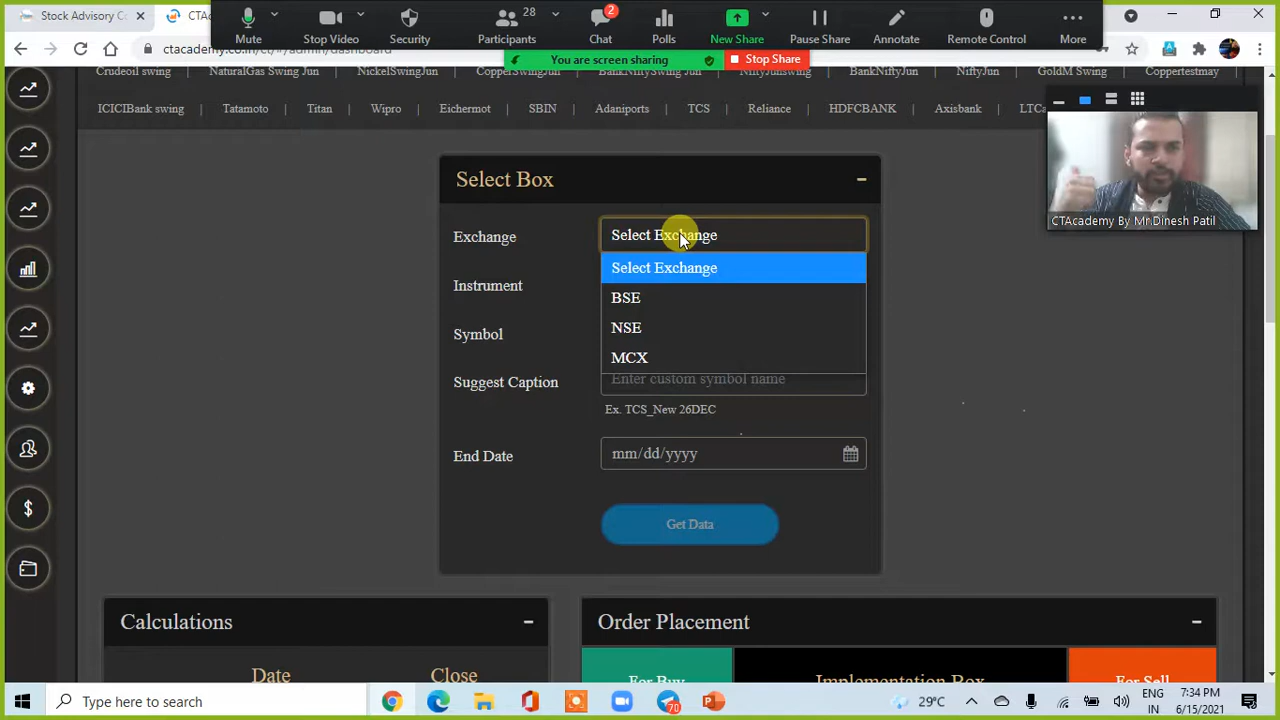 Stock Advisory C
CTA
Mute
Stop Video
Security
28
Participants
2
Chat
Polls
New Share
Pause Share
Annotate
Remote Control
More
You are screen sharing
Stop Share
Crudeoil swing | NaturalGas Swing Jun | NickelSwingJun | CopperSwingJun | BankNiftySwing Jun | NiftyJunswing | BankNiftyJun | NiftyJun | GoldM Swing | Coppertestmay
ICICIBank swing | Tatamoto | Titan | Wipro | Eichermot | SBIN | Adaniports | TCS | Reliance | HDFCBANK | Axisbank | LTC
CTAcademy By Mr.Dinesh Patil
Select Box
Exchange
Select Exchange
Select Exchange
BSE
NSE
MCX
Instrument
Symbol
Suggest Caption
Enter custom symbol name
Ex. TCS_New 26DEC
End Date
mm/dd/yyyy
Get Data
Calculations
Date Close
Order Placement
For Buy
Implementation Box
For Sell
Type here to search
70
29°C
ENG
IN
7:34 PM
6/15/2021